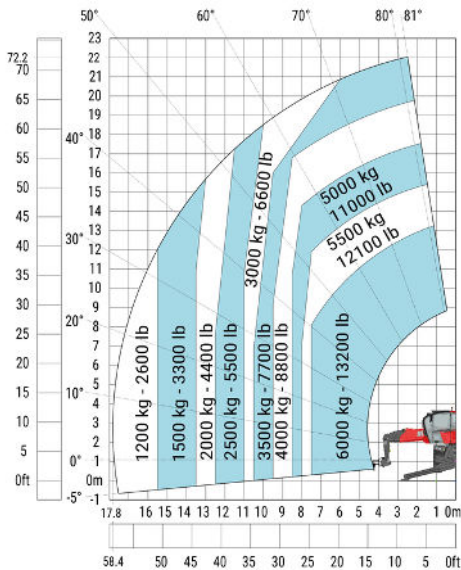 50° 60° 70° 80° 81°
40°
30°
20°
10°
0°
-5°
72.2
70
65
60
55
50
45
40
35
30
25
20
15
10
5
0ft
23
22
21
20
19
18
17
16
15
14
13
12
11
10
9
8
7
6
5
4
3
2
1
0m
-1
1200 kg - 2600 lb
1500 kg - 3300 lb
2000 kg - 4400 lb
2500 kg - 5500 lb
3000 kg - 6600 lb
3500 kg - 7700 lb
4000 kg - 8800 lb
5000 kg
11000 lb
5500 kg
12100 lb
6000 kg - 13200 lb
17.8 16 15 14 13 12 11 10 9 8 7 6 5 4 3 2 1 0m
58.4 50 45 40 35 30 25 20 15 10 5 0ft